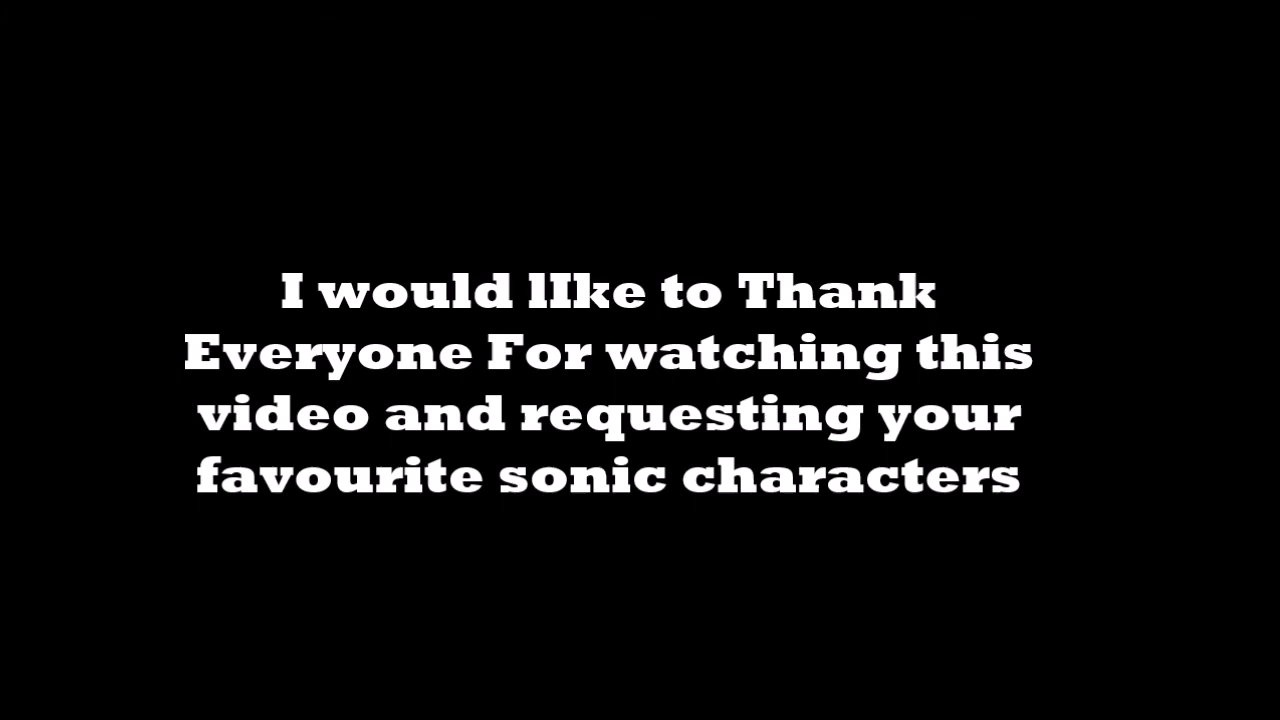 I would lIke to Thank
Everyone For watching this
video and requesting your
favourite sonic characters